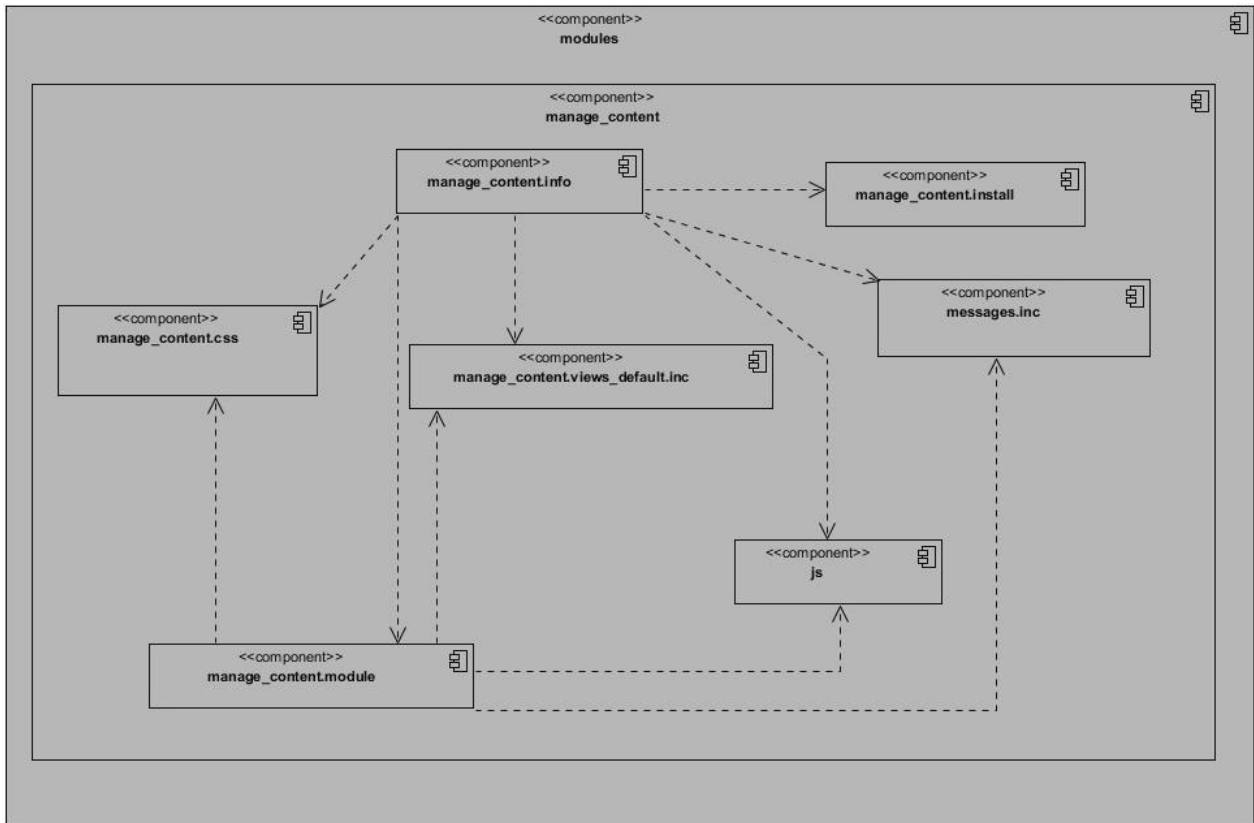 <<component>>
modules
<<component>>
manage_content
<<component>>
manage_content.info
<<component>>
manage_content.install
<<component>>
manage_content.css
<<component>>
manage_content.views_default.inc
<<component>>
messages.inc
<<component>>
js
<<component>>
manage_content.module